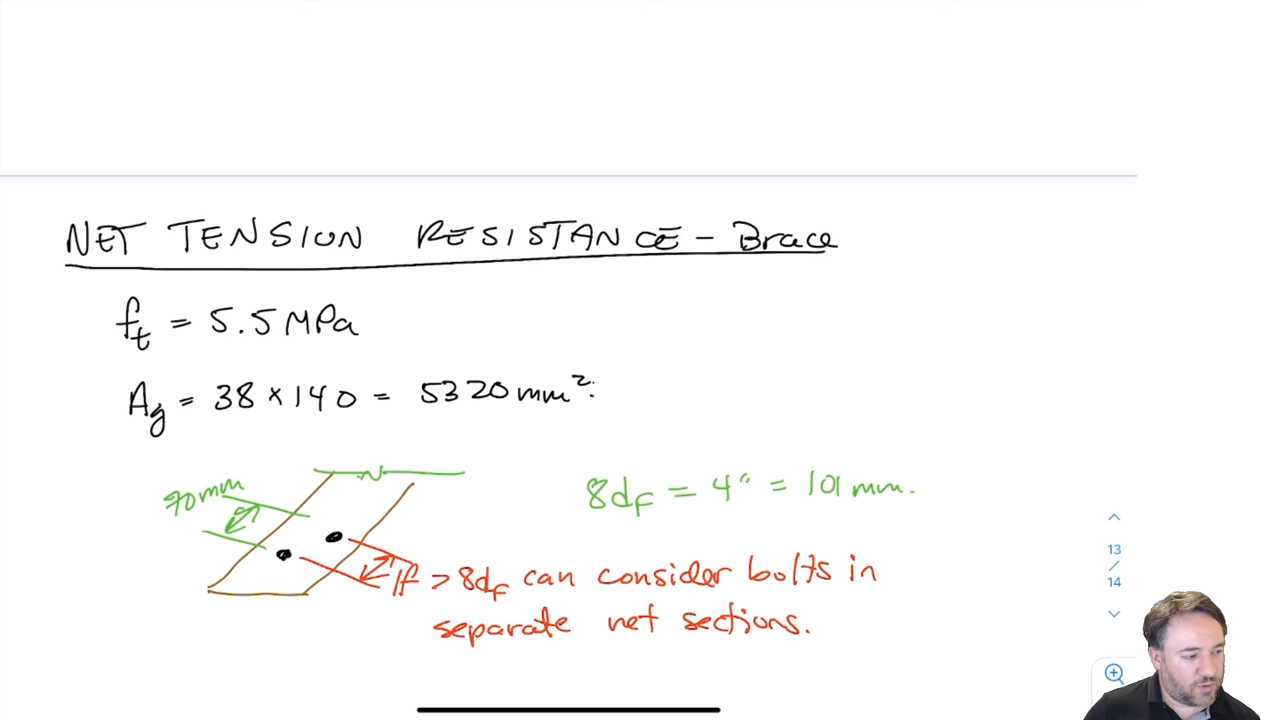 NET TENSION RESISTANCE - Brace
ft = 5.5 MPa
Ag = 38 × 140 = 5320 mm².
70mm
8dF = 4" = 101 mm.
If > 8dF can consider bolts in
separate net sections.
13
/
14